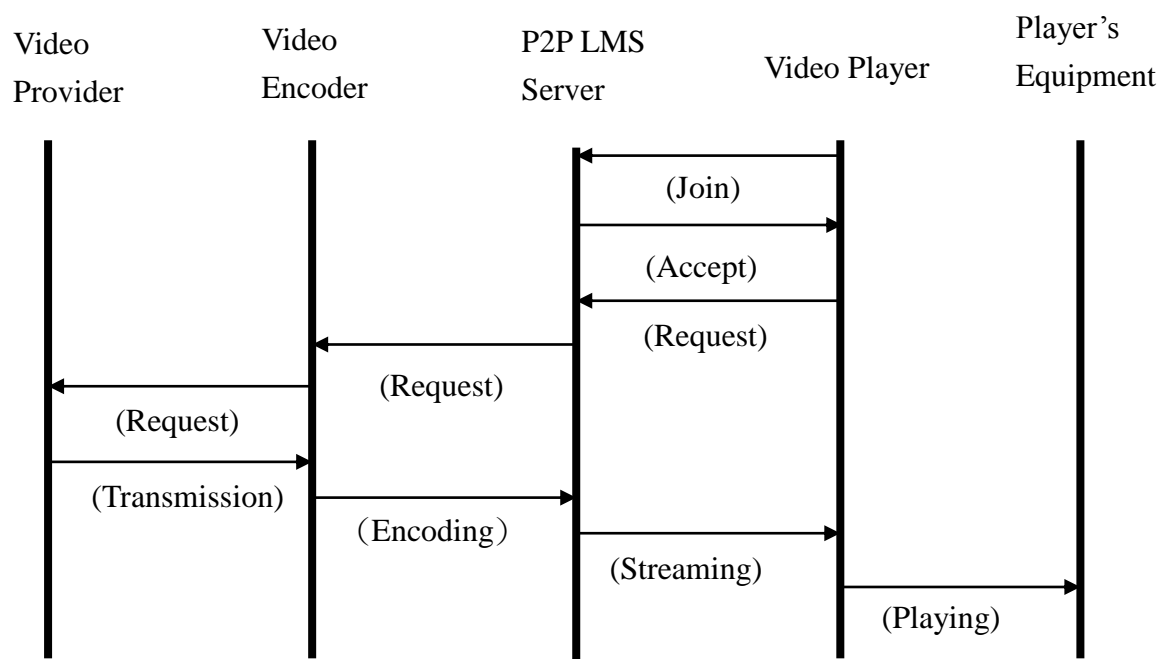 Video
Provider
Video
Encoder
P2P LMS
Server
Video Player
Player’s
Equipment
(Join)
(Accept)
(Request)
(Request)
(Request)
(Transmission)
（Encoding）
(Streaming)
(Playing)